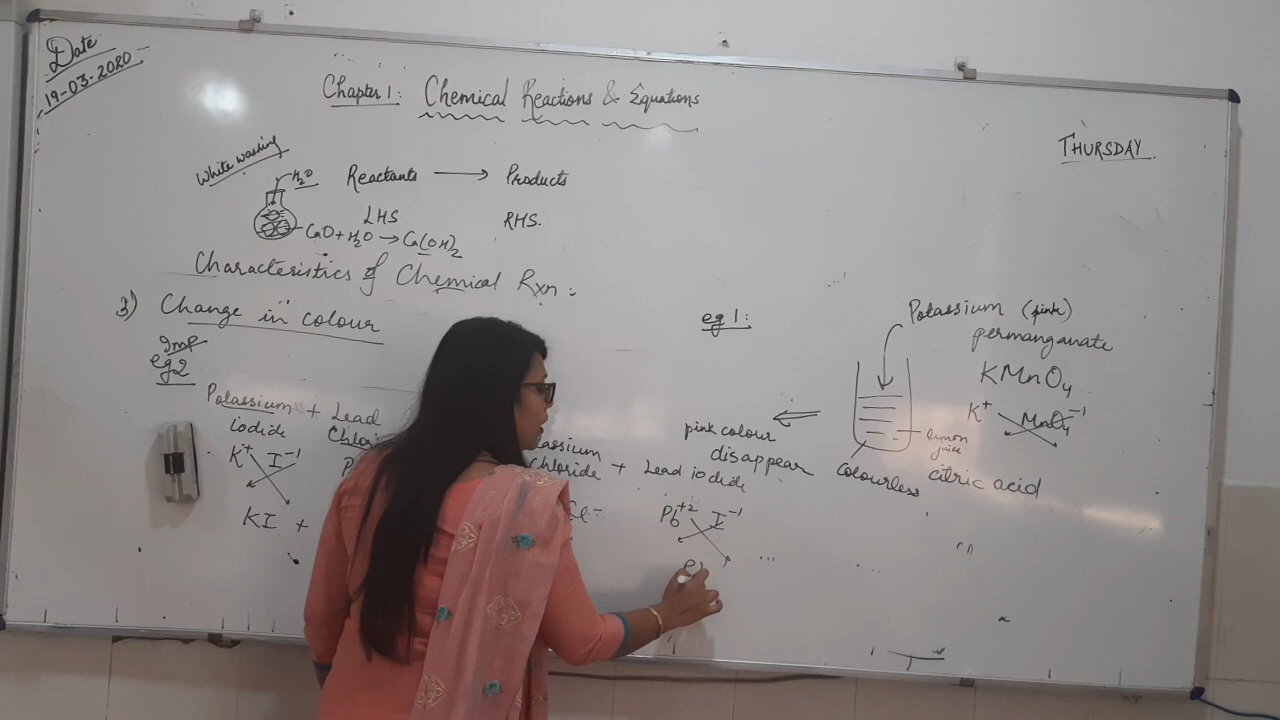 Date
19-03-2020
Chapter 1: Chemical Reactions & Equations
THURSDAY.
White wasing
H2O
Reactants → Products
LHS RHS.
CaO + H2O → Ca(OH)2
Characteristics of Chemical Rxn:
3) Change in colour
Imp
eg2
Potassium + Lead
iodide
K+ I-1
KI +
Chloride + Lead iodide
Pb+2 I-1
eg 1:
Potassium (pink)
permanganate
KMnO4
K+ MnO4-1
lemon
juice
citric acid
Colourless
pink colour
disappear